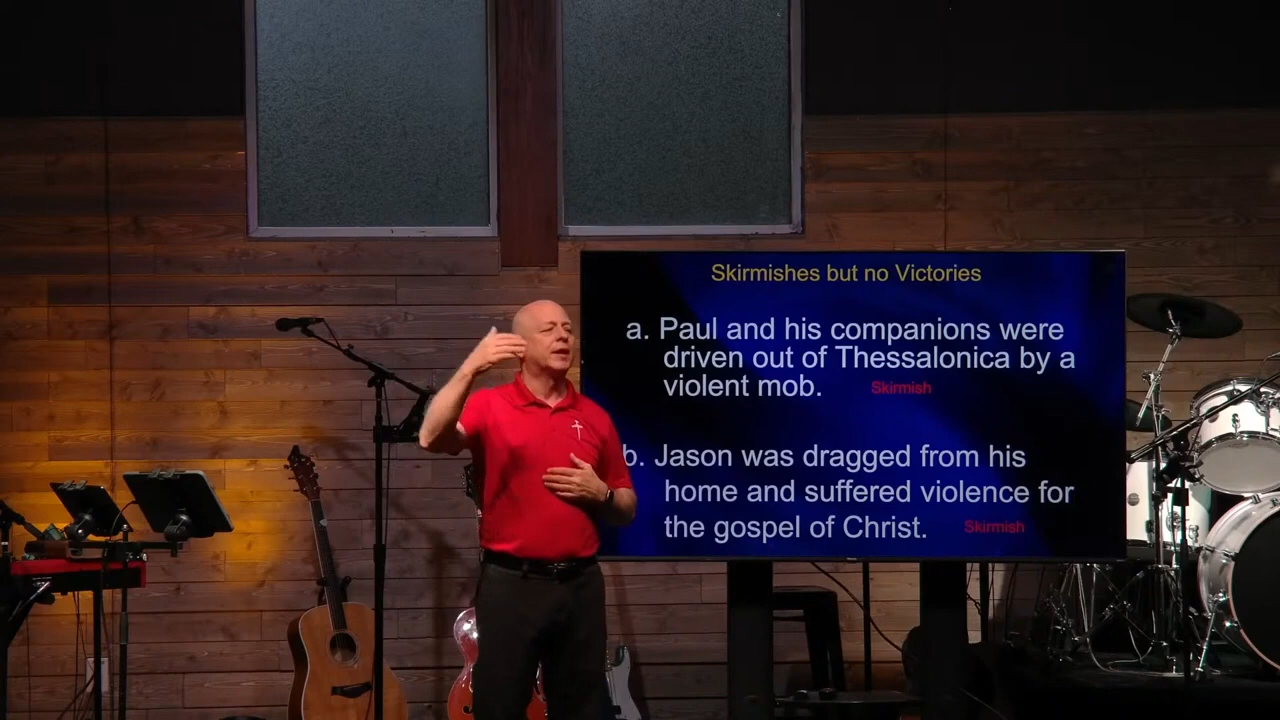 Skirmishes but no Victories
a. Paul and his companions were
driven out of Thessalonica by a
violent mob. Skirmish
b. Jason was dragged from his
home and suffered violence for
the gospel of Christ. Skirmish